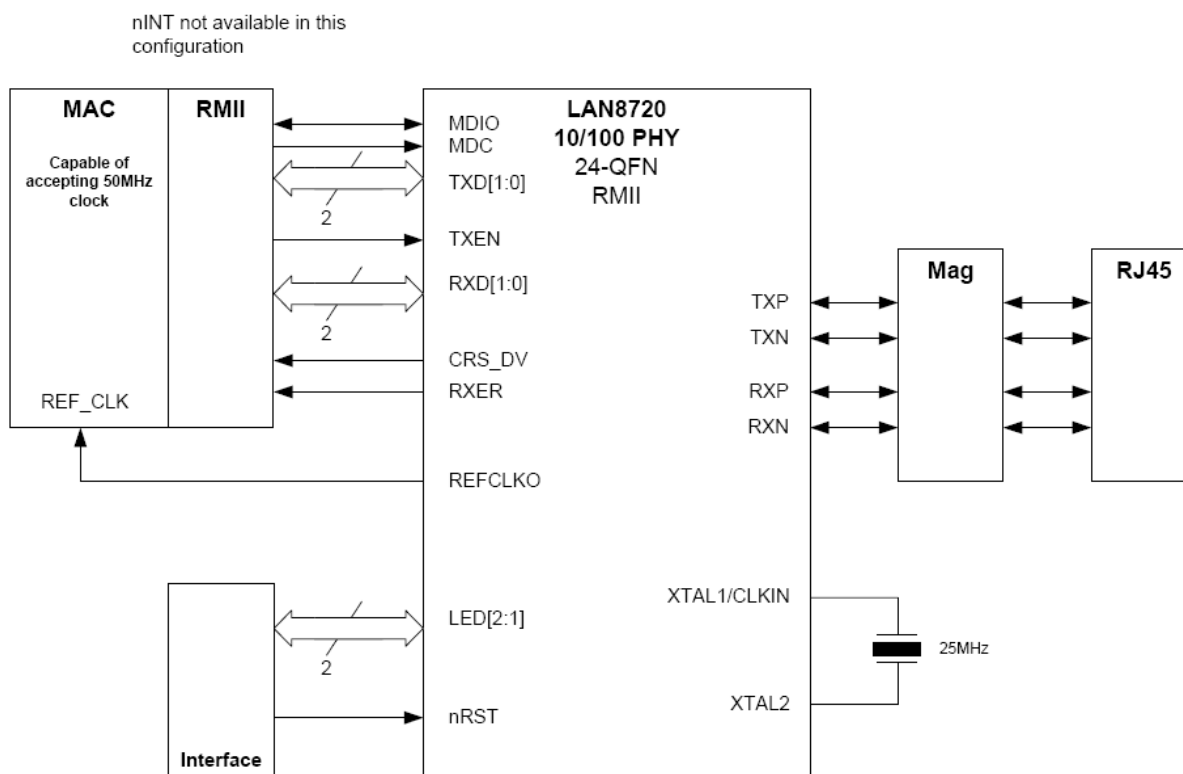 nINT not available in this
configuration
MAC
RMII
Capable of
accepting 50MHz
clock
REF_CLK
LAN8720
10/100 PHY
24-QFN
RMII
MDIO
MDC
TXD[1:0]
2
TXEN
RXD[1:0]
2
CRS_DV
RXER
REFCLKO
LED[2:1]
2
nRST
Interface
TXP
TXN
RXP
RXN
Mag
RJ45
XTAL1/CLKIN
25MHz
XTAL2